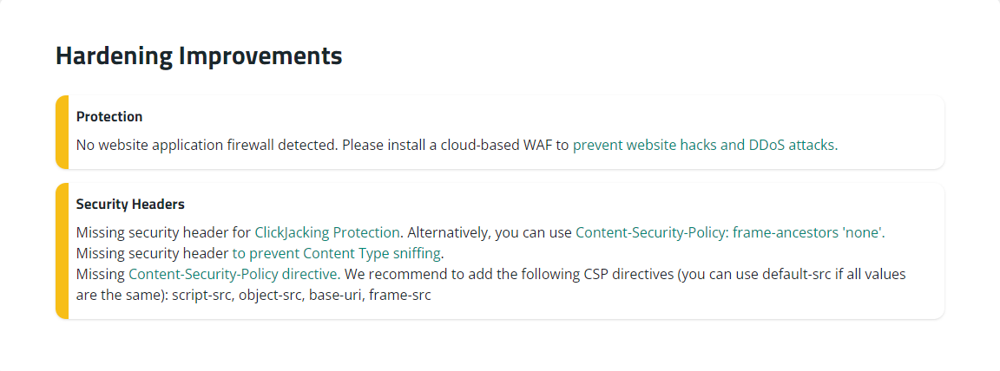 Hardening Improvements
Protection
No website application firewall detected. Please install a cloud-based WAF to prevent website hacks and DDoS attacks.
Security Headers
Missing security header for ClickJacking Protection. Alternatively, you can use Content-Security-Policy: frame-ancestors 'none'.
Missing security header to prevent Content Type sniffing.
Missing Content-Security-Policy directive. We recommend to add the following CSP directives (you can use default-src if all values
are the same): script-src, object-src, base-uri, frame-src